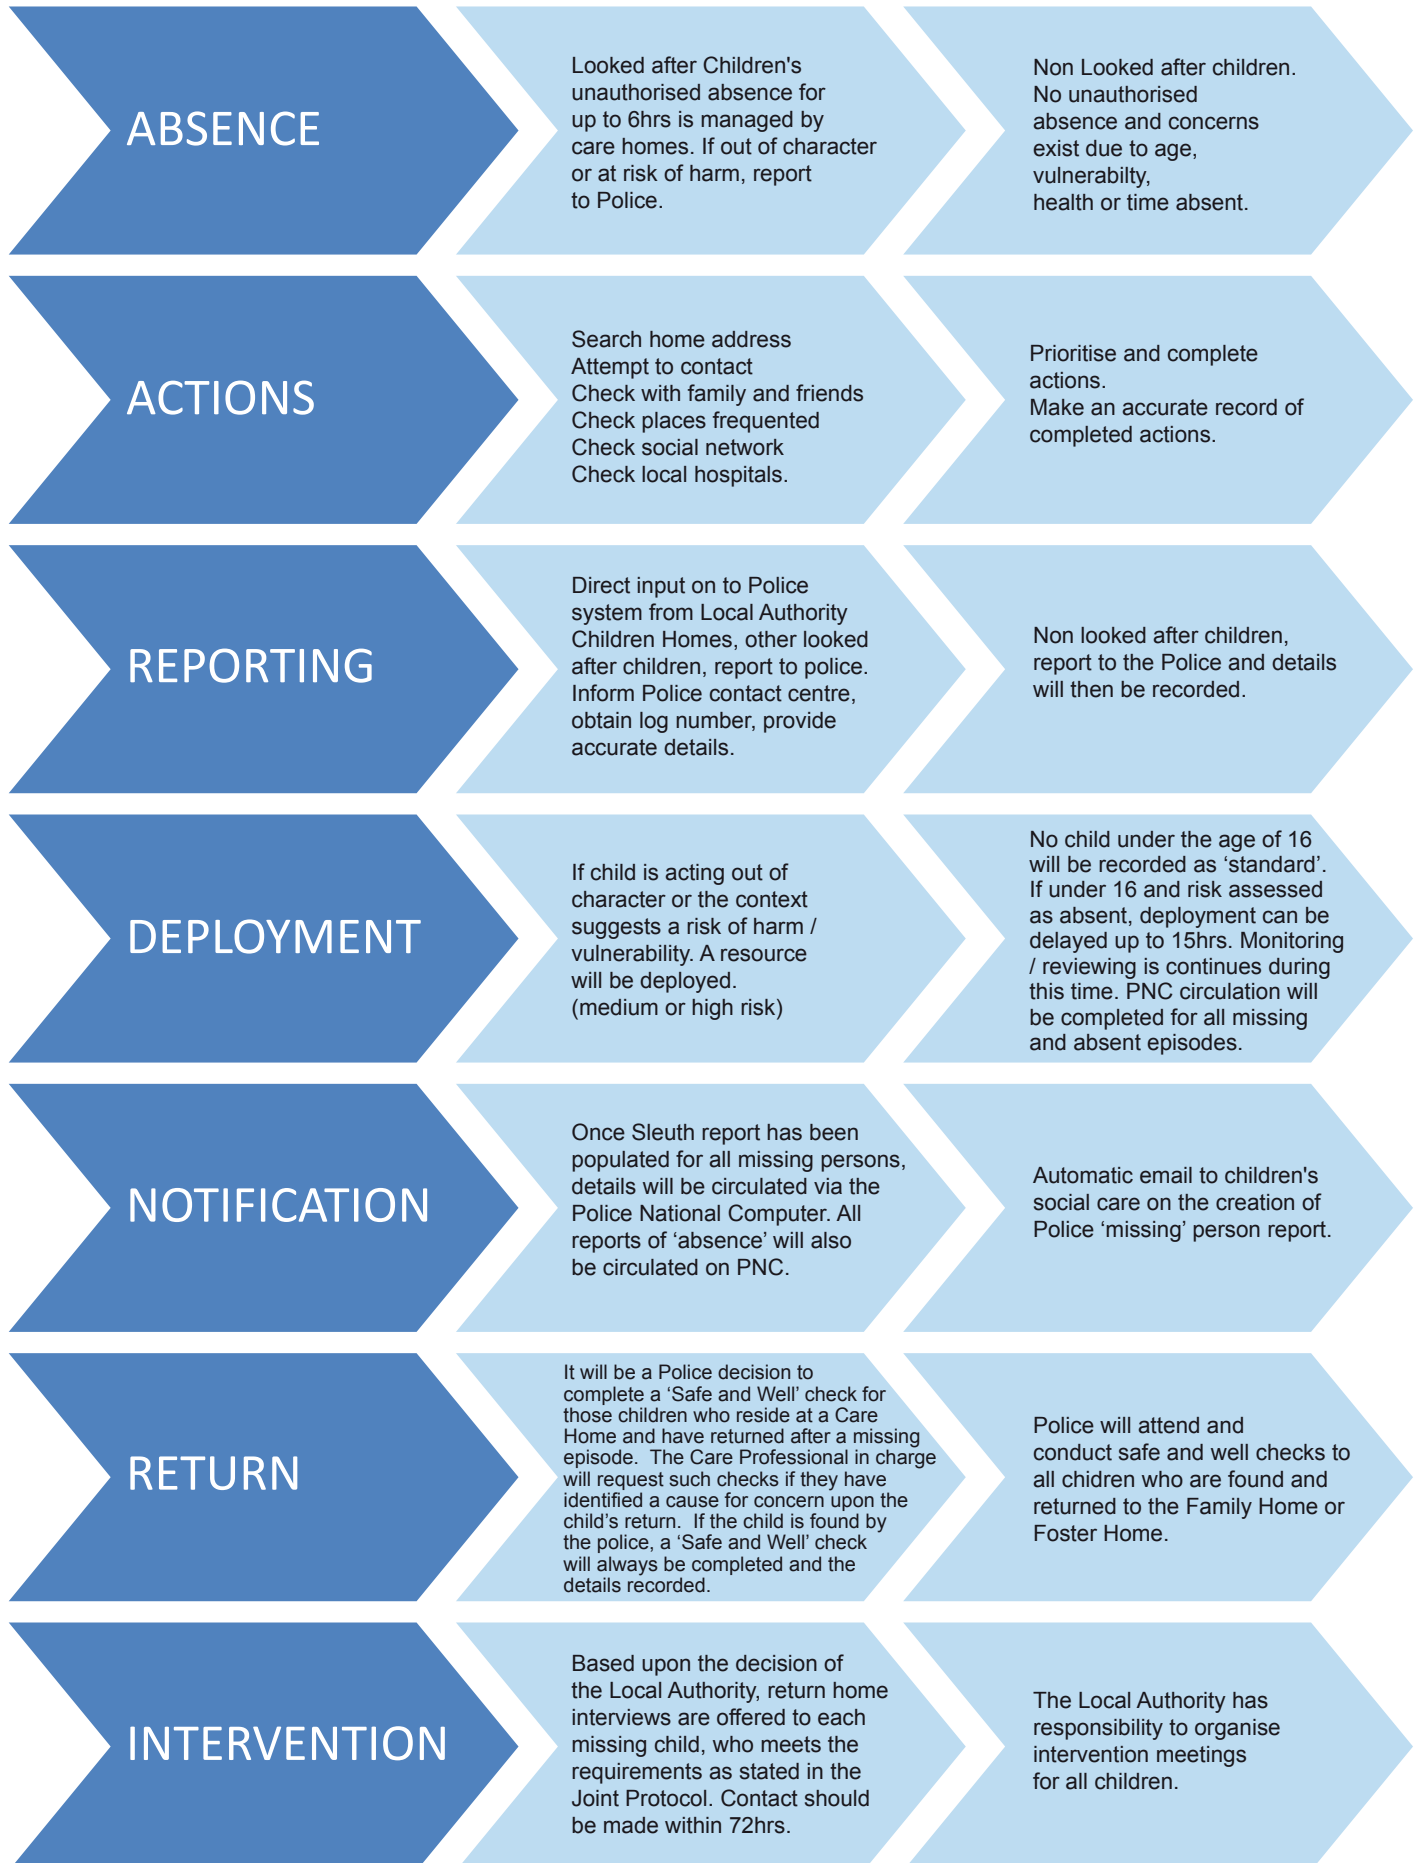 ABSENCE
Looked after Children's
unauthorised absence for
up to 6hrs is managed by
care homes. If out of character
or at risk of harm, report
to Police.
Non Looked after children.
No unauthorised
absence and concerns
exist due to age,
vulnerabilty,
health or time absent.
ACTIONS
Search home address
Attempt to contact
Check with family and friends
Check places frequented
Check social network
Check local hospitals.
Prioritise and complete
actions.
Make an accurate record of
completed actions.
REPORTING
Direct input on to Police
system from Local Authority
Children Homes, other looked
after children, report to police.
Inform Police contact centre,
obtain log number, provide
accurate details.
Non looked after children,
report to the Police and details
will then be recorded.
DEPLOYMENT
If child is acting out of
character or the context
suggests a risk of harm /
vulnerability. A resource
will be deployed.
(medium or high risk)
No child under the age of 16
will be recorded as ‘standard’.
If under 16 and risk assessed
as absent, deployment can be
delayed up to 15hrs. Monitoring
/ reviewing is continues during
this time. PNC circulation will
be completed for all missing
and absent episodes.
NOTIFICATION
Once Sleuth report has been
populated for all missing persons,
details will be circulated via the
Police National Computer. All
reports of ‘absence’ will also
be circulated on PNC.
Automatic email to children's
social care on the creation of
Police ‘missing’ person report.
RETURN
It will be a Police decision to
complete a ‘Safe and Well’ check for
those children who reside at a Care
Home and have returned after a missing
episode.  The Care Professional in charge
will request such checks if they have
identified a cause for concern upon the
child’s return.  If the child is found by
the police, a ‘Safe and Well’ check
will always be completed and the
details recorded.
Police will attend and
conduct safe and well checks to
all chidren who are found and
returned to the Family Home or
Foster Home.
INTERVENTION
Based upon the decision of
the Local Authority, return home
interviews are offered to each
missing child, who meets the
requirements as stated in the
Joint Protocol. Contact should
be made within 72hrs.
The Local Authority has
responsibility to organise
intervention meetings
for all children.